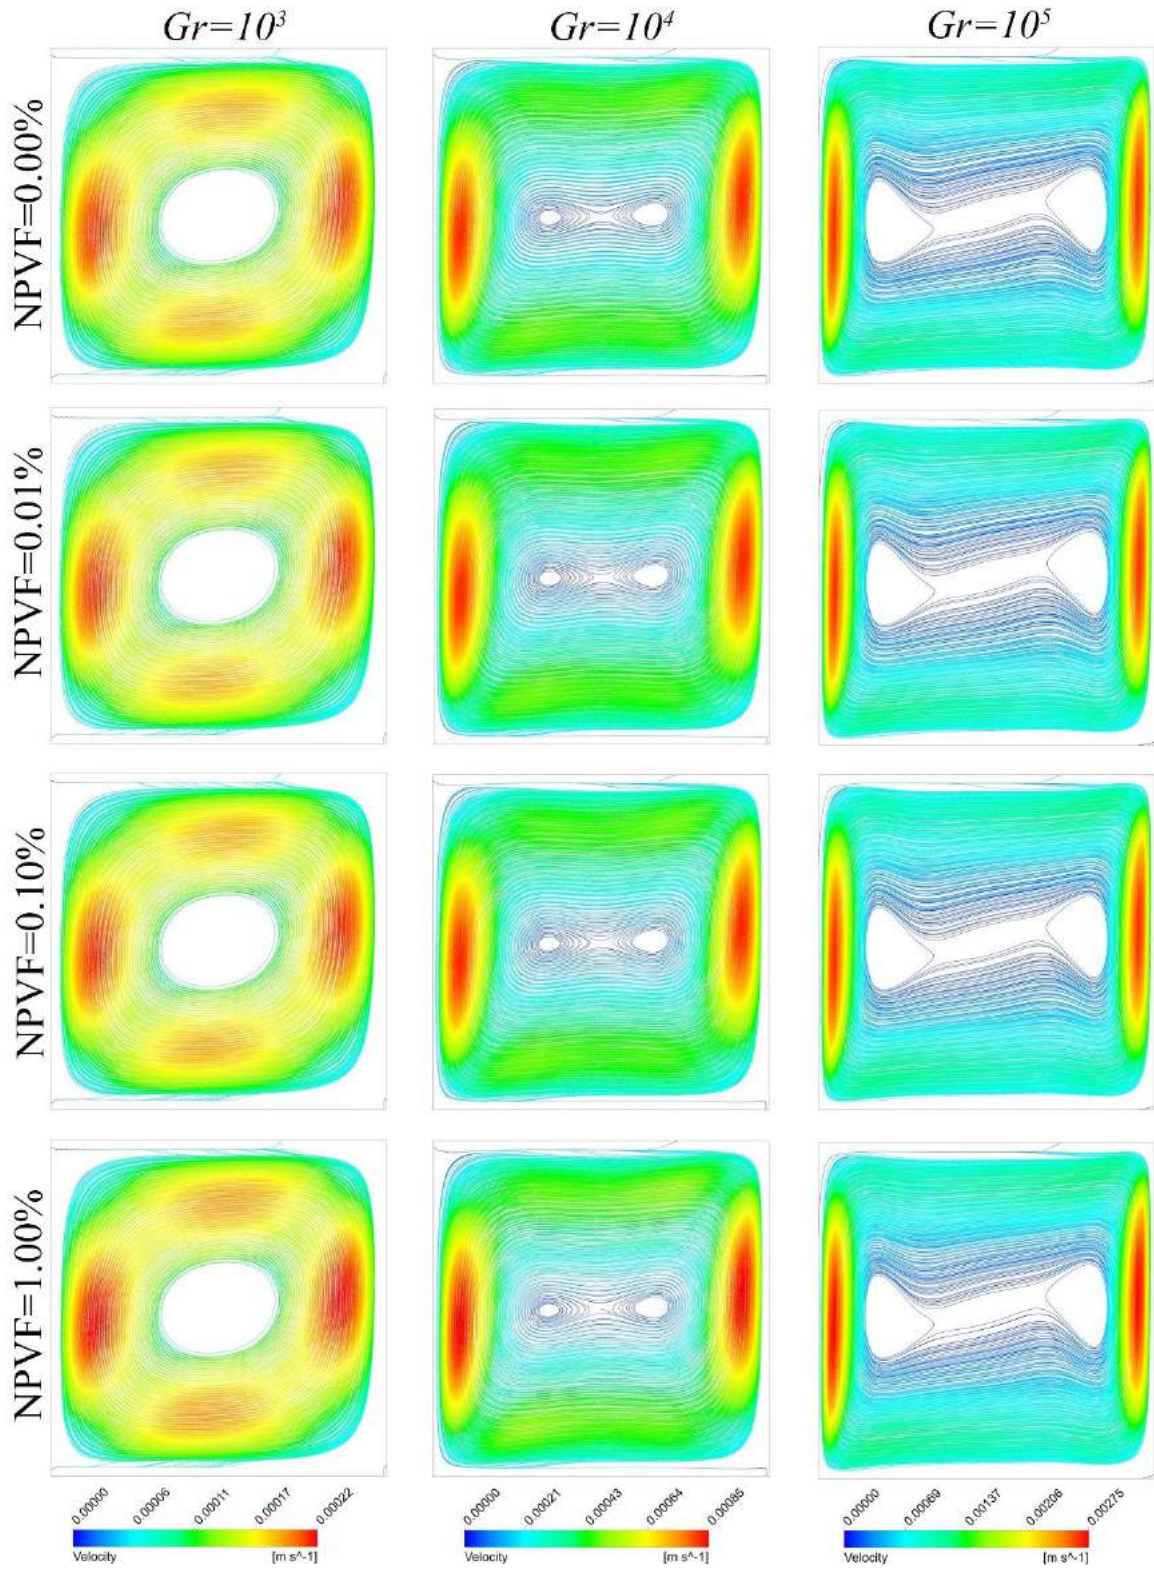 Gr=10³ Gr=10⁴ Gr=10⁵
NPVF=0.00%
NPVF=0.01%
NPVF=0.10%
NPVF=1.00%
0.00000 0.00006 0.00011 0.00017 0.00022
Velocity [m s^-1]
0.00000 0.00021 0.00043 0.00064 0.00085
Velocity [m s^-1]
0.00000 0.00069 0.00137 0.00206 0.00275
Velocity [m s^-1]